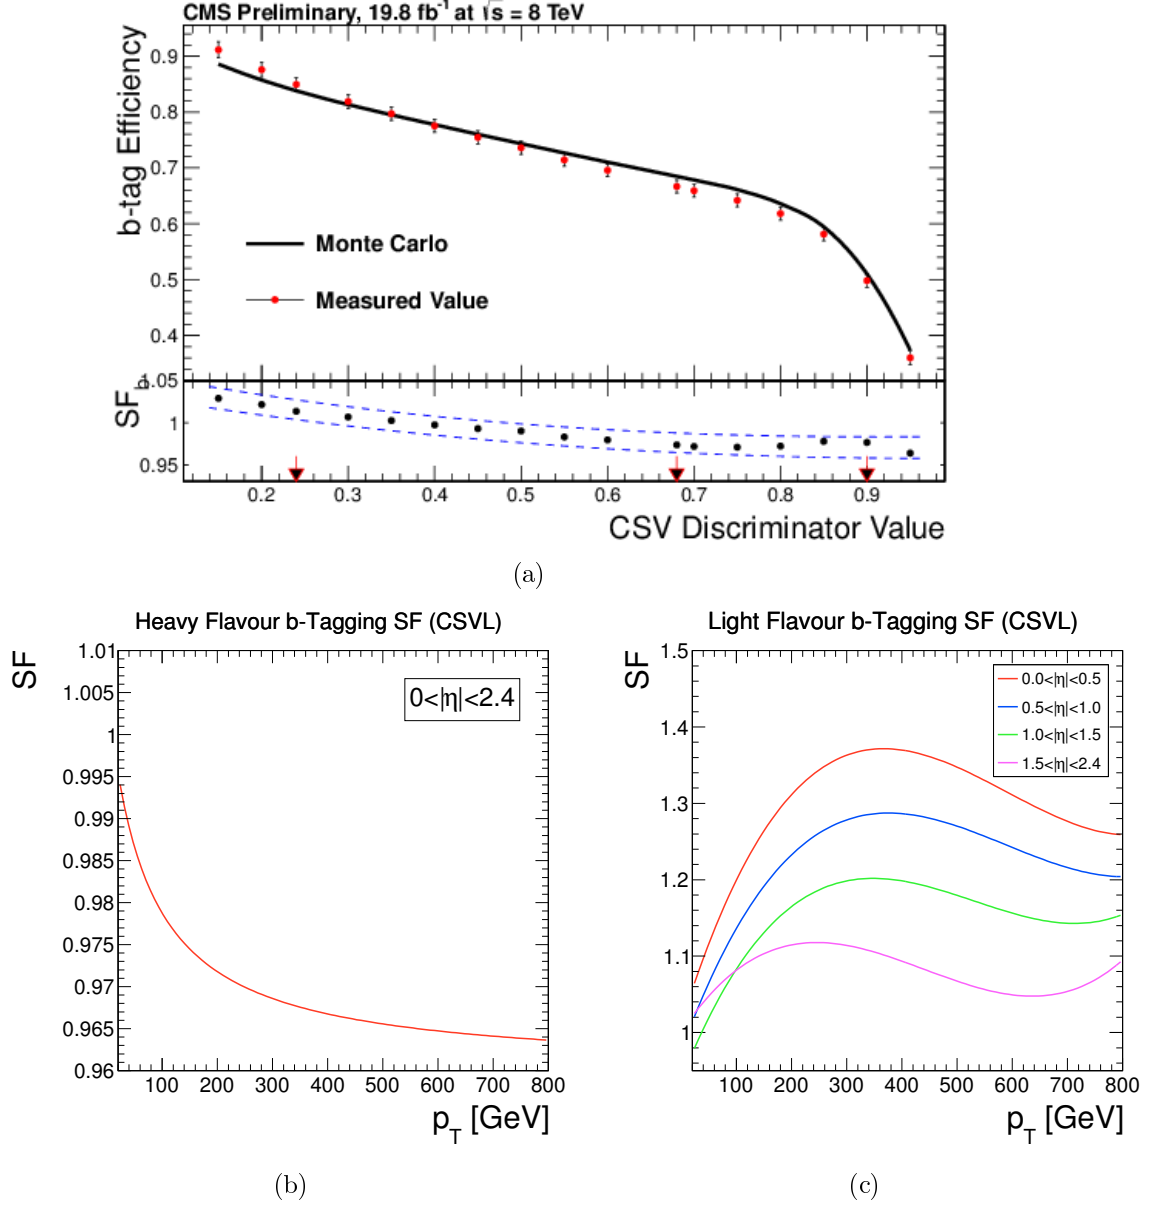 CMS Preliminary, 19.8 fb⁻¹ at √s = 8 TeV
b-tag Efficiency
0.9
0.8
0.7
0.6
0.5
0.4
Monte Carlo
Measured Value
SF_b
1.05
1
0.95
0.2 0.3 0.4 0.5 0.6 0.7 0.8 0.9
CSV Discriminator Value
(a)
Heavy Flavour b-Tagging SF (CSVL)
SF
1.01
1.005
1
0.995
0.99
0.985
0.98
0.975
0.97
0.965
0.96
0<|η|<2.4
100 200 300 400 500 600 700 800
p_T [GeV]
(b)
Light Flavour b-Tagging SF (CSVL)
SF
1.5
1.4
1.3
1.2
1.1
1
0.0<|η|<0.5
0.5<|η|<1.0
1.0<|η|<1.5
1.5<|η|<2.4
100 200 300 400 500 600 700 800
p_T [GeV]
(c)